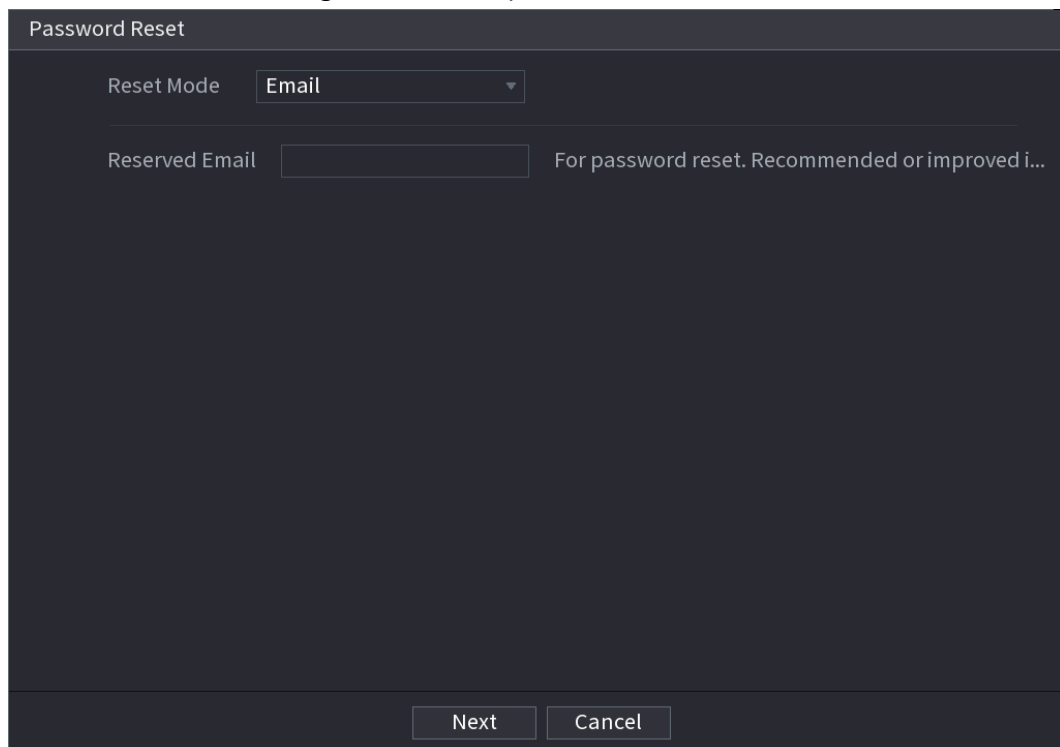 Password Reset
Reset Mode Email
Reserved Email For password reset. Recommended or improved i...
Next Cancel